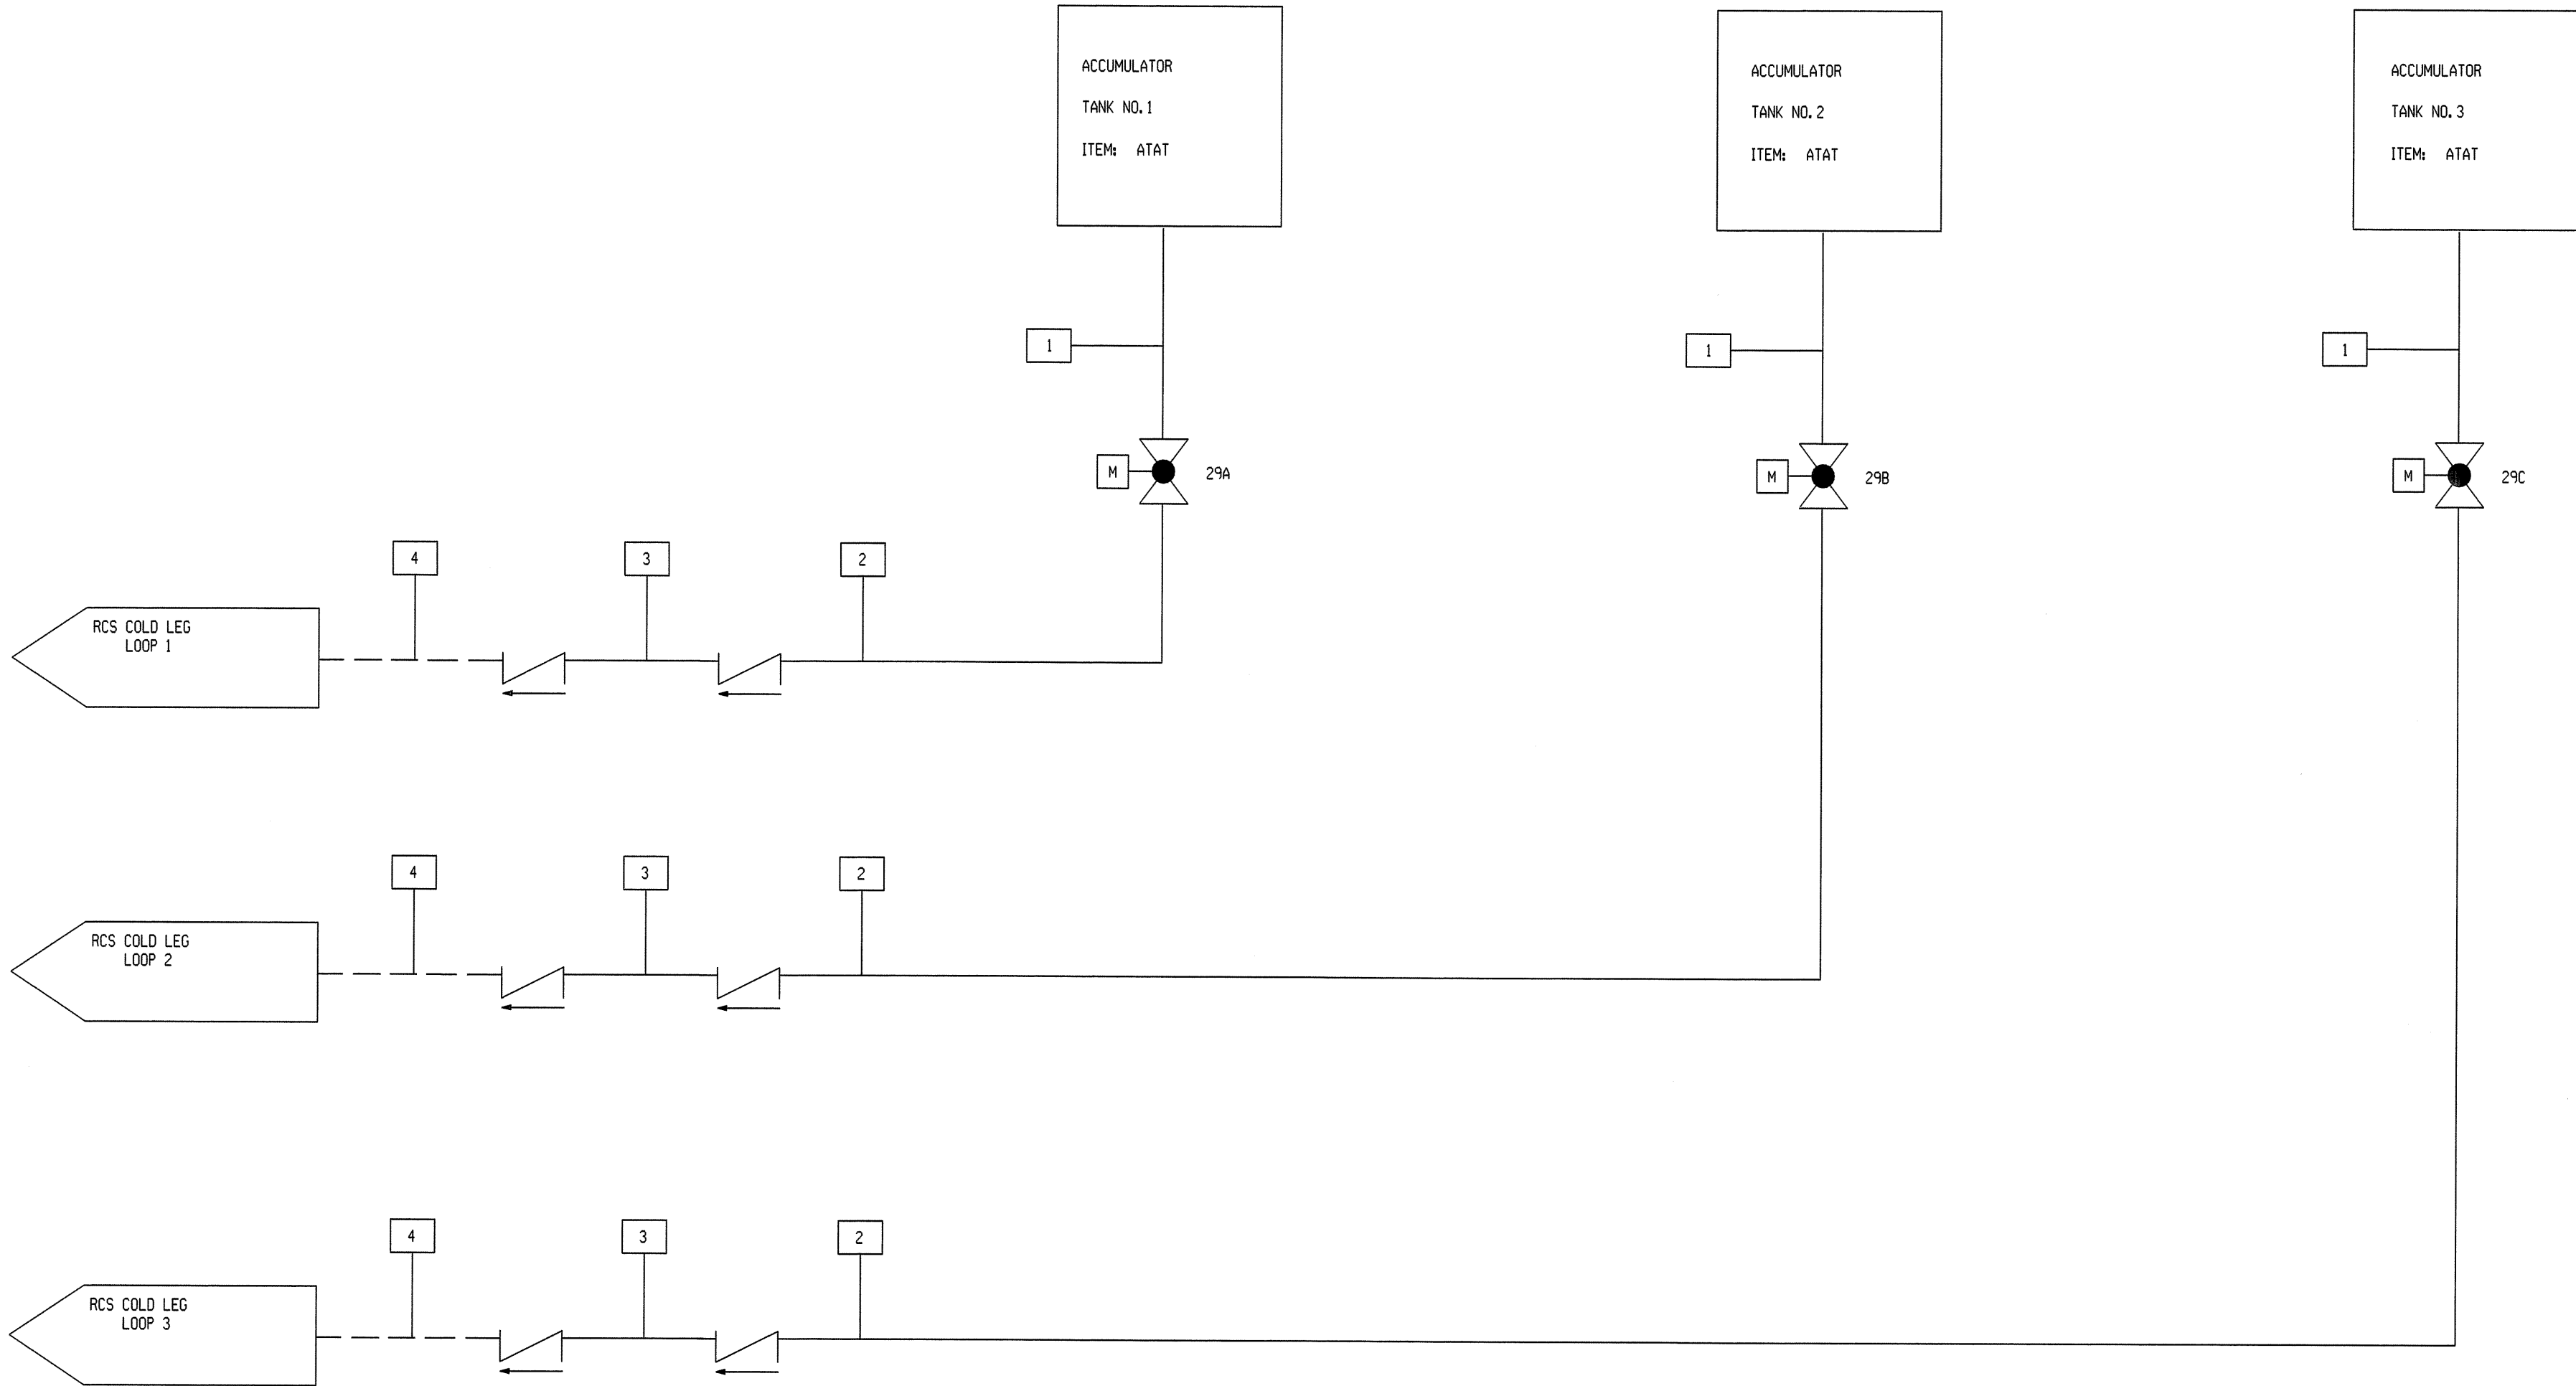 ACCUMULATOR
TANK NO.1
ITEM: ATAT
ACCUMULATOR
TANK NO.2
ITEM: ATAT
ACCUMULATOR
TANK NO.3
ITEM: ATAT
1
1
1
M
29A
M
29B
M
29C
4
3
2
RCS COLD LEG
LOOP 1
4
3
2
RCS COLD LEG
LOOP 2
4
3
2
RCS COLD LEG
LOOP 3